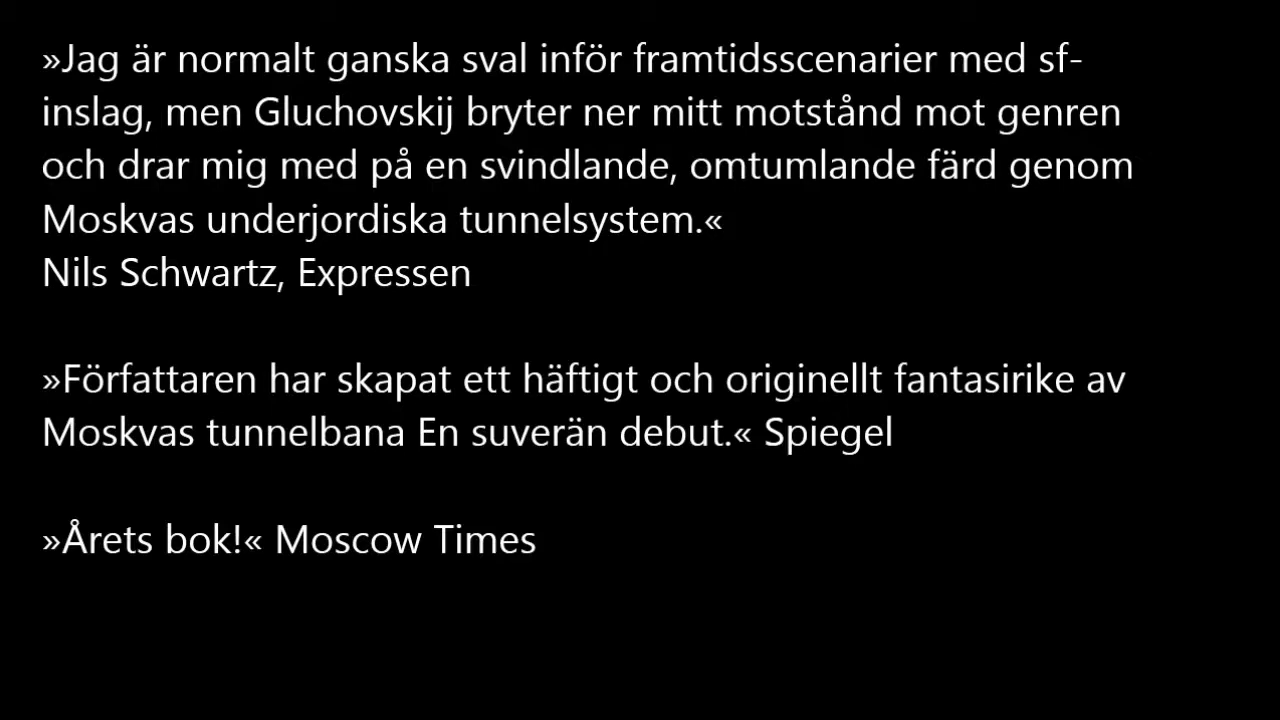 »Jag är normalt ganska sval inför framtidsscenarier med sf-
inslag, men Gluchovskij bryter ner mitt motstånd mot genren
och drar mig med på en svindlande, omtumlande färd genom
Moskvas underjordiska tunnelsystem.«
Nils Schwartz, Expressen
»Författaren har skapat ett häftigt och originellt fantasirike av
Moskvas tunnelbana En suverän debut.« Spiegel
»Årets bok!« Moscow Times